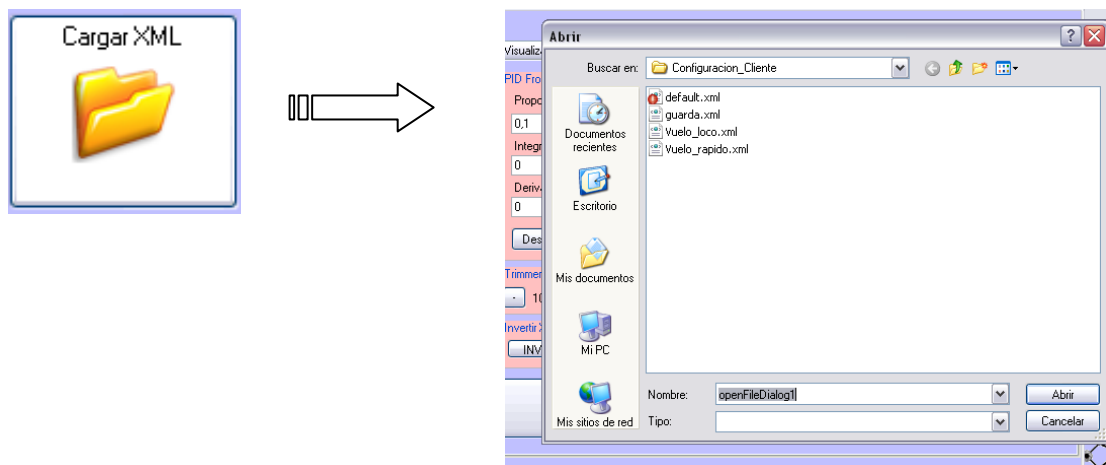 Cargar XML
Abrir
Buscar en:
Configuracion_Cliente
default.xml
guarda.xml
Vuelo_loco.xml
Vuelo_rapido.xml
Documentos
recientes
Escritorio
Mis documentos
Mi PC
Mis sitios de red
Nombre:
openFileDialog1
Abrir
Tipo:
Cancelar
Visualiz
PID Fro
Propo
0,1
Integr
0
Deriv
0
Des
Trimmer
- 10
Invertir
INV